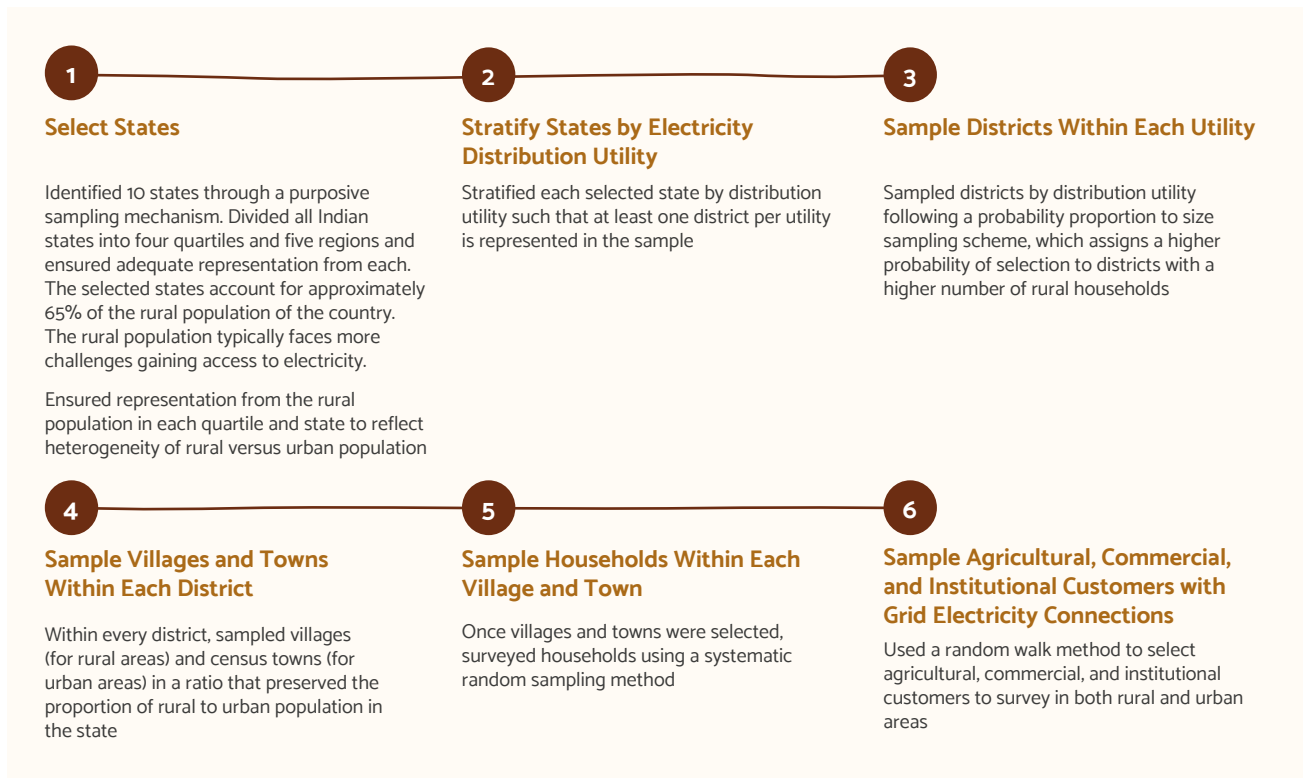 1
Select States
Identified 10 states through a purposive
sampling mechanism. Divided all Indian
states into four quartiles and five regions and
ensured adequate representation from each.
The selected states account for approximately
65% of the rural population of the country.
The rural population typically faces more
challenges gaining access to electricity.
Ensured representation from the rural
population in each quartile and state to reflect
heterogeneity of rural versus urban population
2
Stratify States by Electricity
Distribution Utility
Stratified each selected state by distribution
utility such that at least one district per utility
is represented in the sample
3
Sample Districts Within Each Utility
Sampled districts by distribution utility
following a probability proportion to size
sampling scheme, which assigns a higher
probability of selection to districts with a
higher number of rural households
4
Sample Villages and Towns
Within Each District
Within every district, sampled villages
(for rural areas) and census towns (for
urban areas) in a ratio that preserved the
proportion of rural to urban population in
the state
5
Sample Households Within Each
Village and Town
Once villages and towns were selected,
surveyed households using a systematic
random sampling method
6
Sample Agricultural, Commercial,
and Institutional Customers with
Grid Electricity Connections
Used a random walk method to select
agricultural, commercial, and institutional
customers to survey in both rural and urban
areas